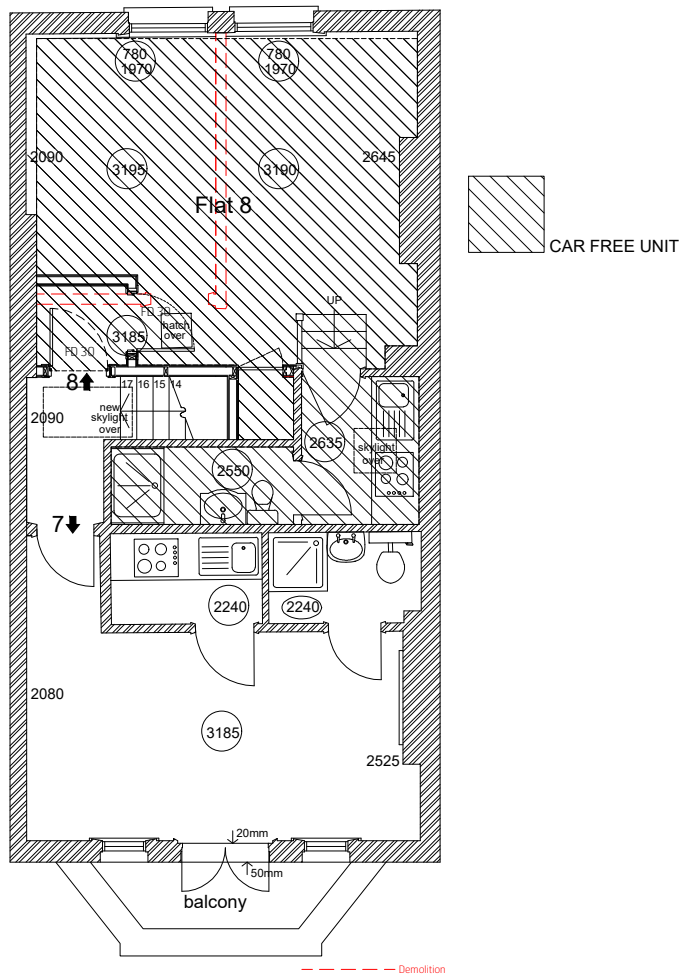 780
1970
780
1970
2090
3195
3190
2645
Flat 8
CAR FREE UNIT
UP
FD 30
hatch
over
3185
FD 30
8
17 16 15 14
new
skylight
over
2090
2635
skylight
over
2550
7
2240
2240
2080
3185
2525
20mm
50mm
balcony
Demolition